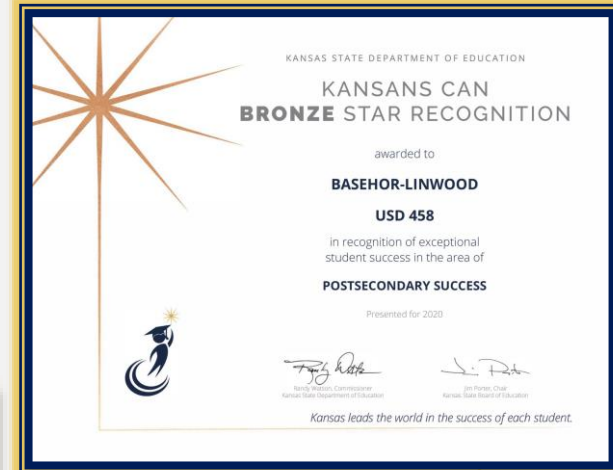 KANSAS STATE DEPARTMENT OF EDUCATION
KANSANS CAN
BRONZE STAR RECOGNITION
awarded to
BASEHOR-LINWOOD
USD 458
in recognition of exceptional
student success in the area of
POSTSECONDARY SUCCESS
Presented for 2020
Randy Watson, Commissioner
Kansas State Department of Education
Jim Porter, Chair
Kansas State Board of Education
Kansas leads the world in the success of each student.